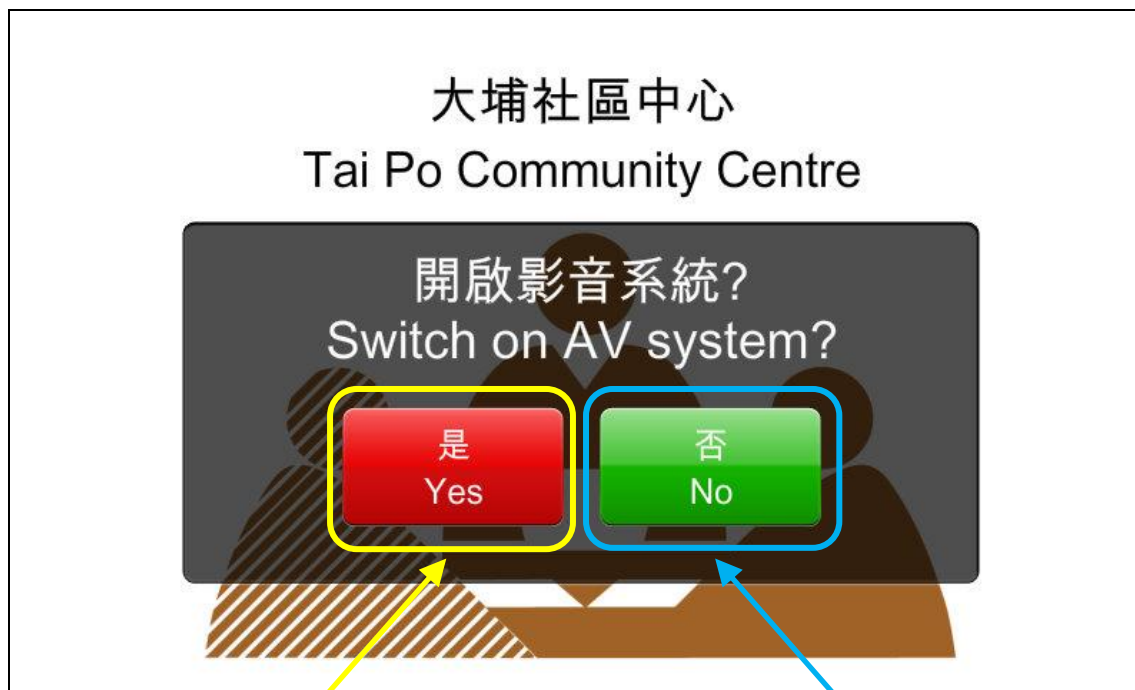 大埔社區中心
Tai Po Community Centre
開啟影音系統?
Switch on AV system?
是
Yes
否
No